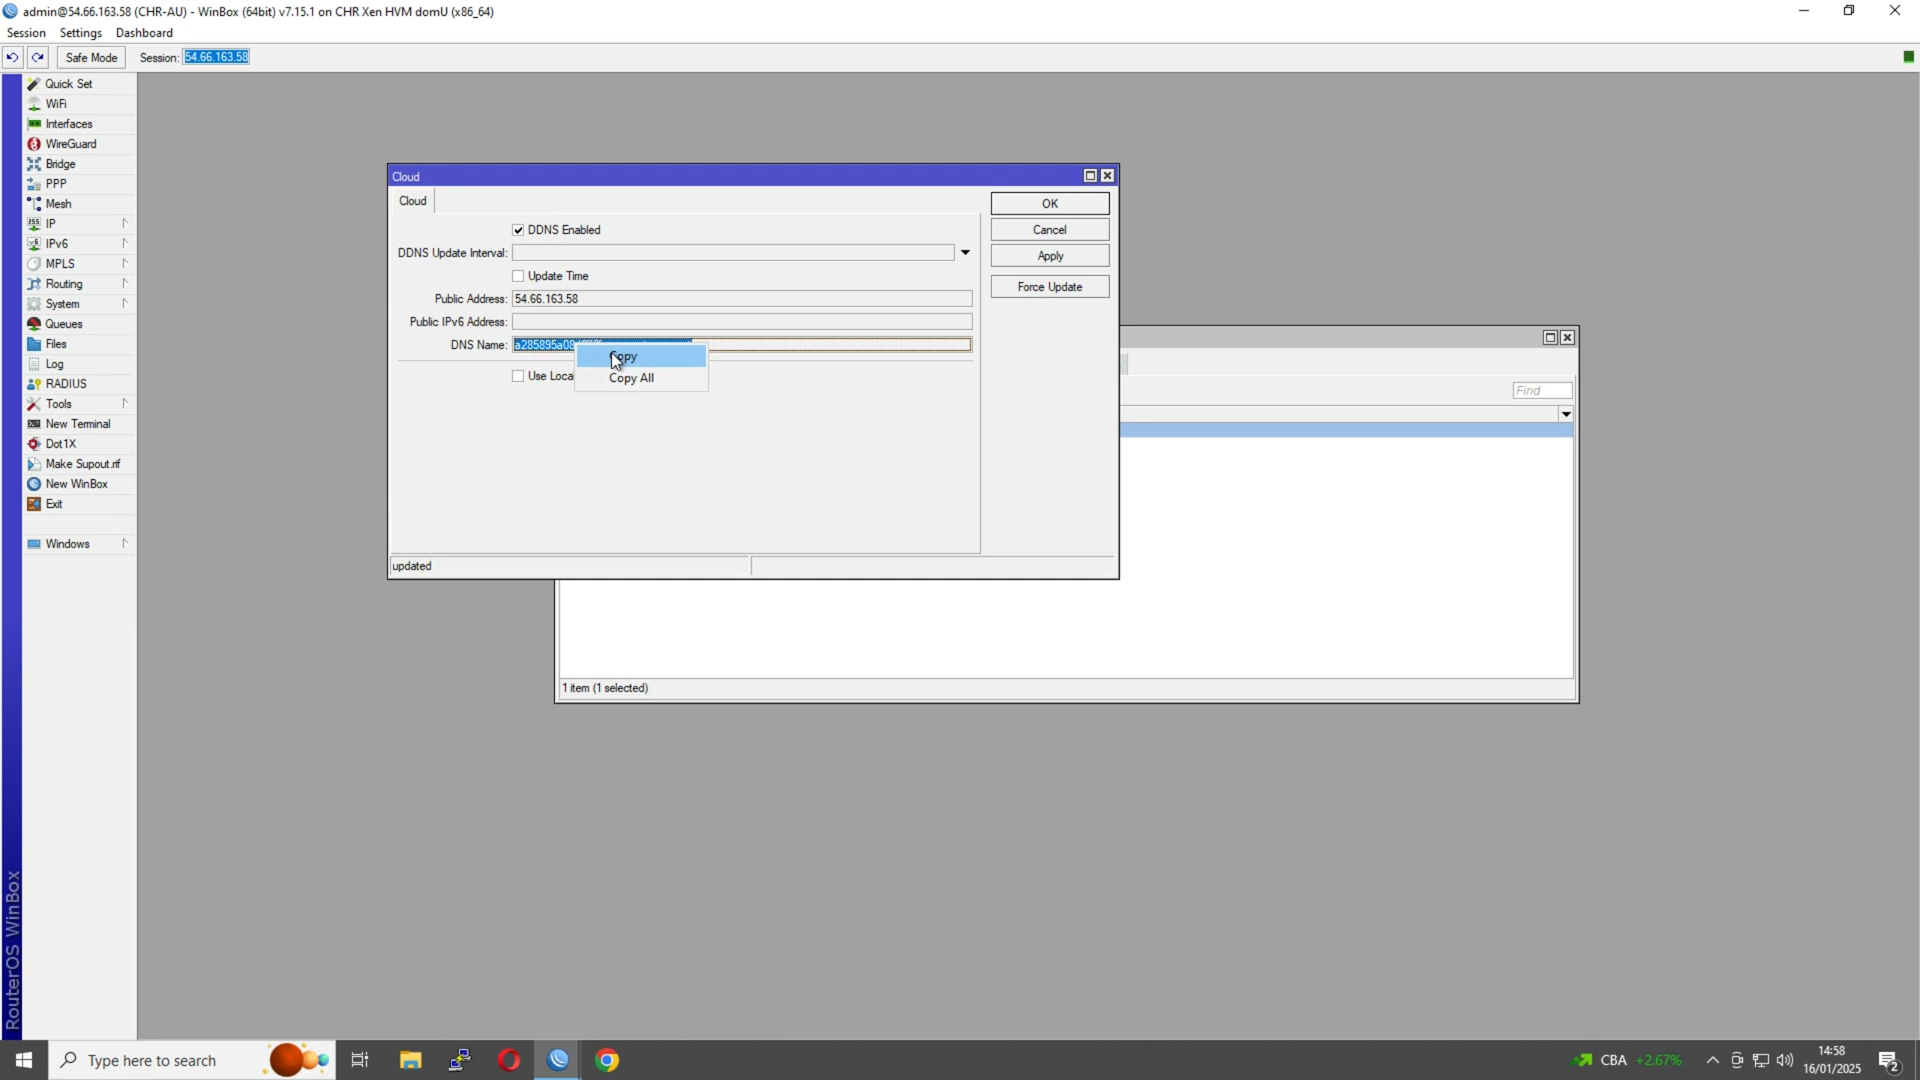 admin@54.66.163.58 (CHR-AU) - WinBox (64bit) v7.15.1 on CHR Xen HVM domU (x86_64)
Session Settings Dashboard
Safe Mode Session: 54.66.163.58
Quick Set
WiFi
Interfaces
WireGuard
Bridge
PPP
Mesh
IP
IPv6
MPLS
Routing
System
Queues
Files
Log
RADIUS
Tools
New Terminal
Dot1X
Make Supout.rif
New WinBox
Exit
Windows
RouterOS WinBox
Cloud
Cloud
DDNS Enabled
DDNS Update Interval:
Update Time
Public Address: 54.66.163.58
Public IPv6 Address:
DNS Name:
Use Loca
Copy
Copy All
OK
Cancel
Apply
Force Update
updated
Find
1 item (1 selected)
Type here to search
CBA +2.67%
14:58
16/01/2025
2